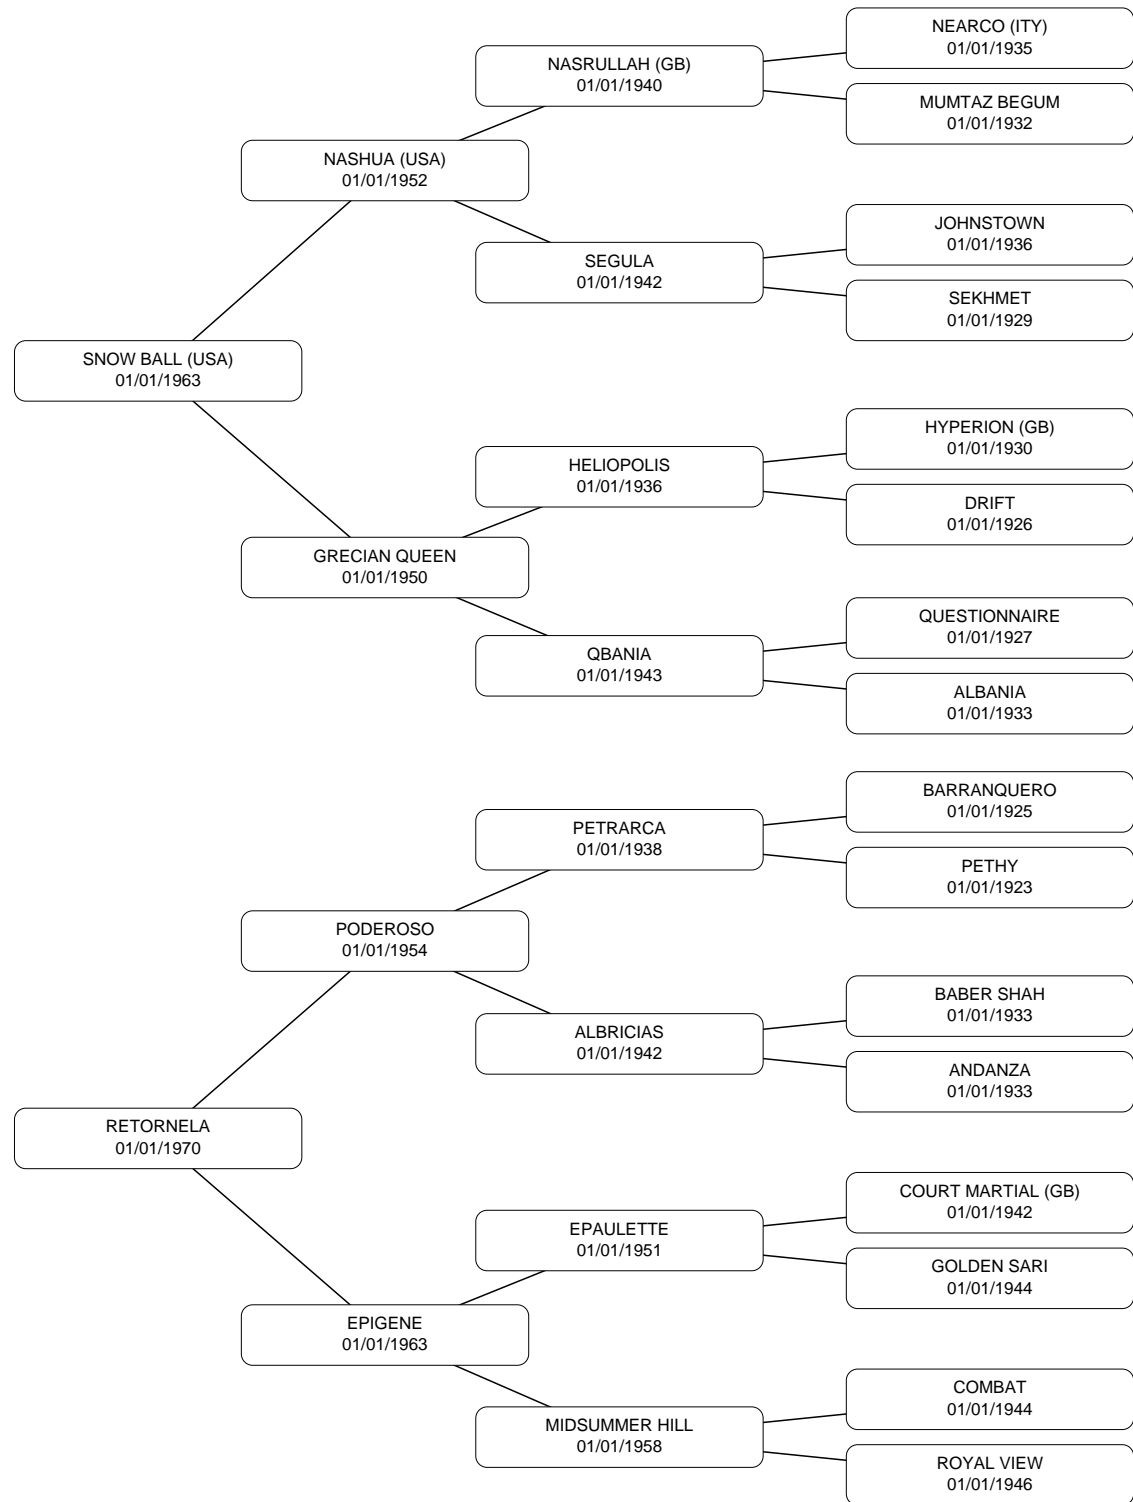 NEARCO (ITY)
01/01/1935
NASRULLAH (GB)
01/01/1940
MUMTAZ BEGUM
01/01/1932
NASHUA (USA)
01/01/1952
JOHNSTOWN
01/01/1936
SEGULA
01/01/1942
SEKHMET
01/01/1929
SNOW BALL (USA)
01/01/1963
HYPERION (GB)
01/01/1930
HELIOPOLIS
01/01/1936
DRIFT
01/01/1926
GRECIAN QUEEN
01/01/1950
QUESTIONNAIRE
01/01/1927
QBANIA
01/01/1943
ALBANIA
01/01/1933
BARRANQUERO
01/01/1925
PETRARCA
01/01/1938
PETHY
01/01/1923
PODEROSO
01/01/1954
BABER SHAH
01/01/1933
ALBRICIAS
01/01/1942
ANDANZA
01/01/1933
RETORNELA
01/01/1970
COURT MARTIAL (GB)
01/01/1942
EPAULETTE
01/01/1951
GOLDEN SARI
01/01/1944
EPIGENE
01/01/1963
COMBAT
01/01/1944
MIDSUMMER HILL
01/01/1958
ROYAL VIEW
01/01/1946